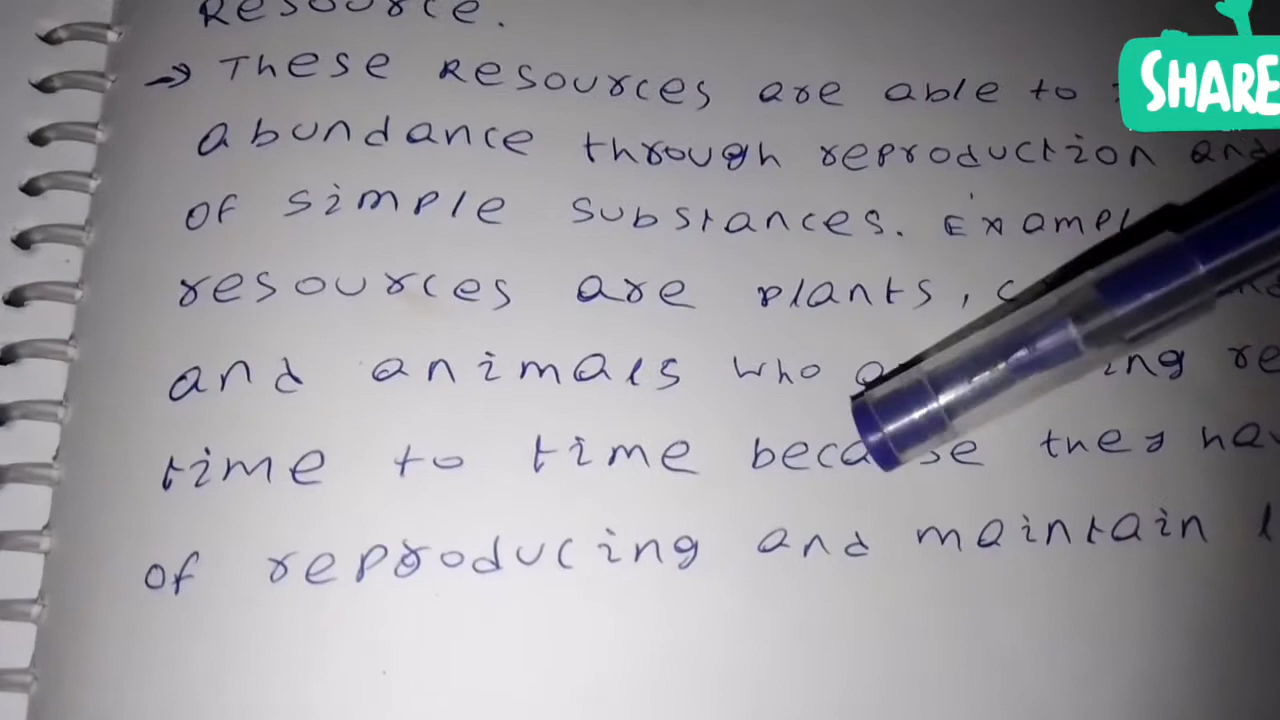 Resource.
→ These Resources are able to
SHARE
abundance through reproduction and
of simple substances. Exampl
resources are plants,
and animals who
time to time because they
of reproducing and maintain